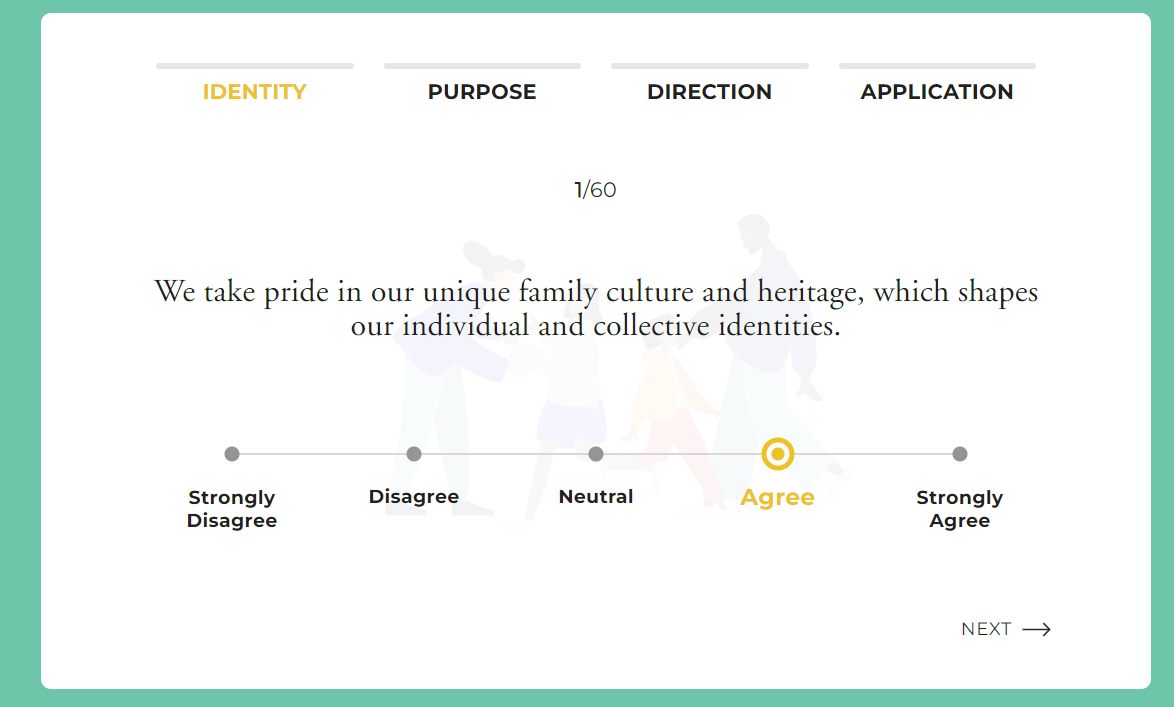 IDENTITY
PURPOSE
DIRECTION
APPLICATION
1/60
We take pride in our unique family culture and heritage, which shapes
our individual and collective identities.
Strongly
Disagree
Disagree
Neutral
Agree
Strongly
Agree
NEXT